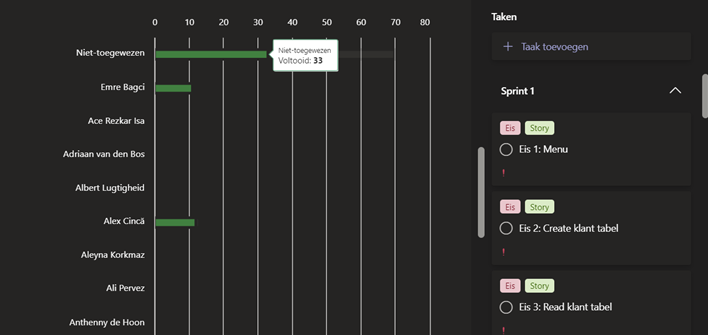 0 10 20 30 40 50 60 70 80
Niet-toegewezen
Niet-toegewezen
Voltooid: 33
Emre Bagci
Ace Rezkar Isa
Adriaan van den Bos
Albert Lugtigheid
Alex Cincă
Aleyna Korkmaz
Ali Pervez
Anthenny de Hoon
Taken
+ Taak toevoegen
Sprint 1
Eis Story
Eis 1: Menu
!
Eis Story
Eis 2: Create klant tabel
!
Eis Story
Eis 3: Read klant tabel
!